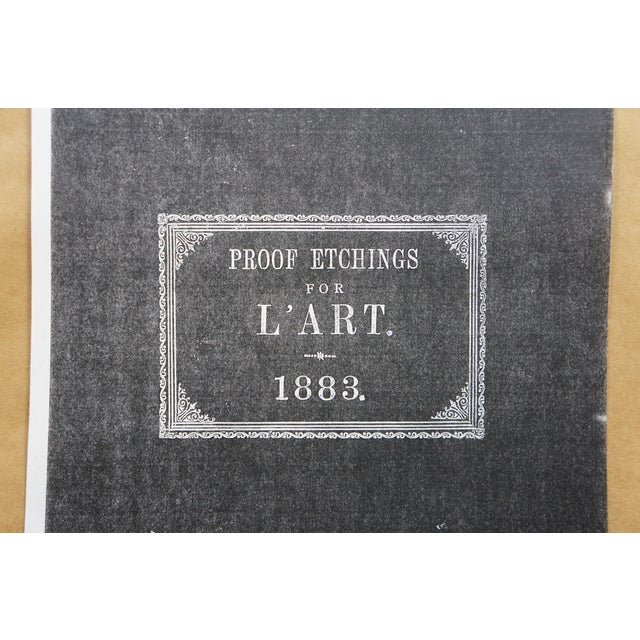 PROOF ETCHINGS
FOR
L'ART.
1883.